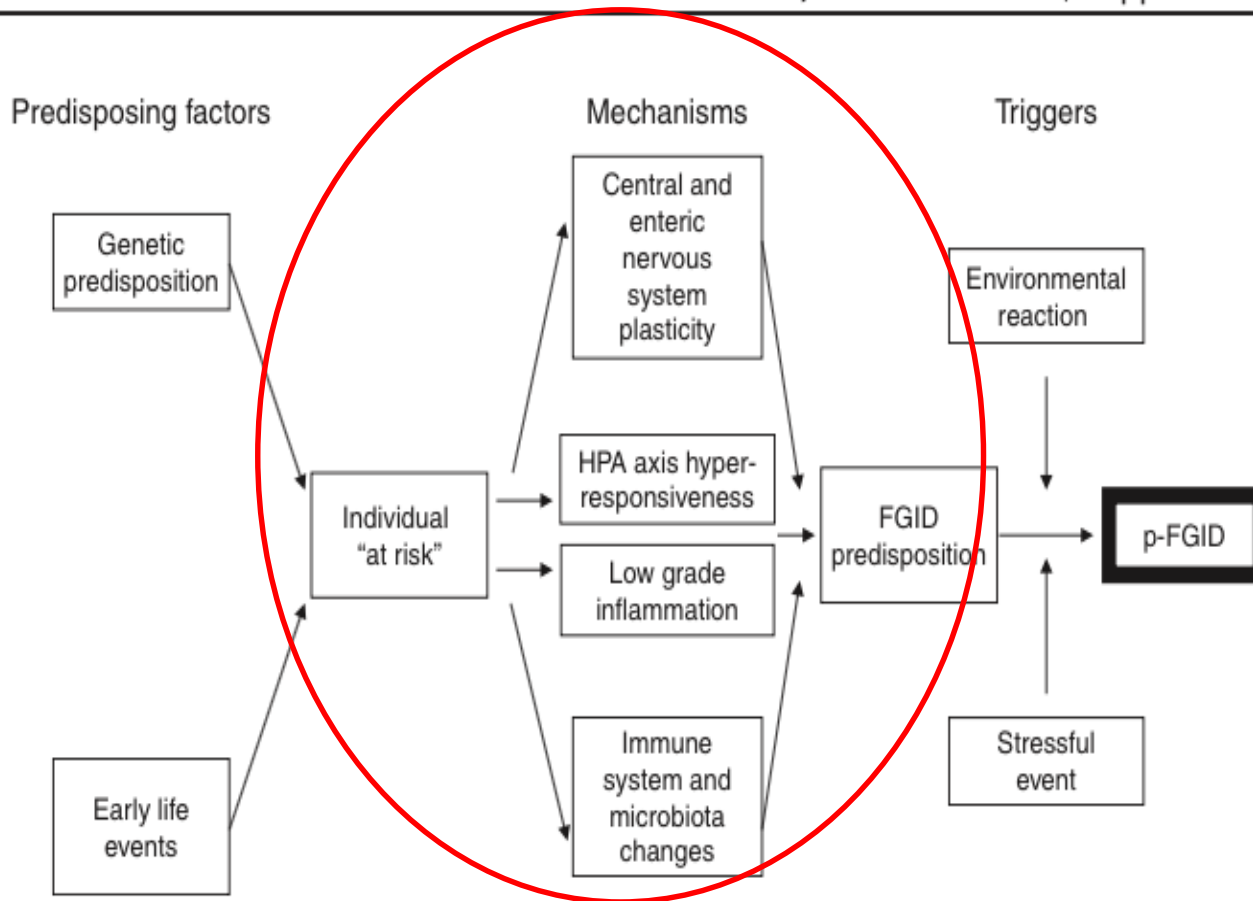 Predisposing factors
Mechanisms
Triggers
Genetic
predisposition
Early life
events
Individual
“at risk”
Central and
enteric
nervous
system
plasticity
HPA axis hyper-
responsiveness
Low grade
inflammation
Immune
system and
microbiota
changes
FGID
predisposition
Environmental
reaction
Stressful
event
p-FGID